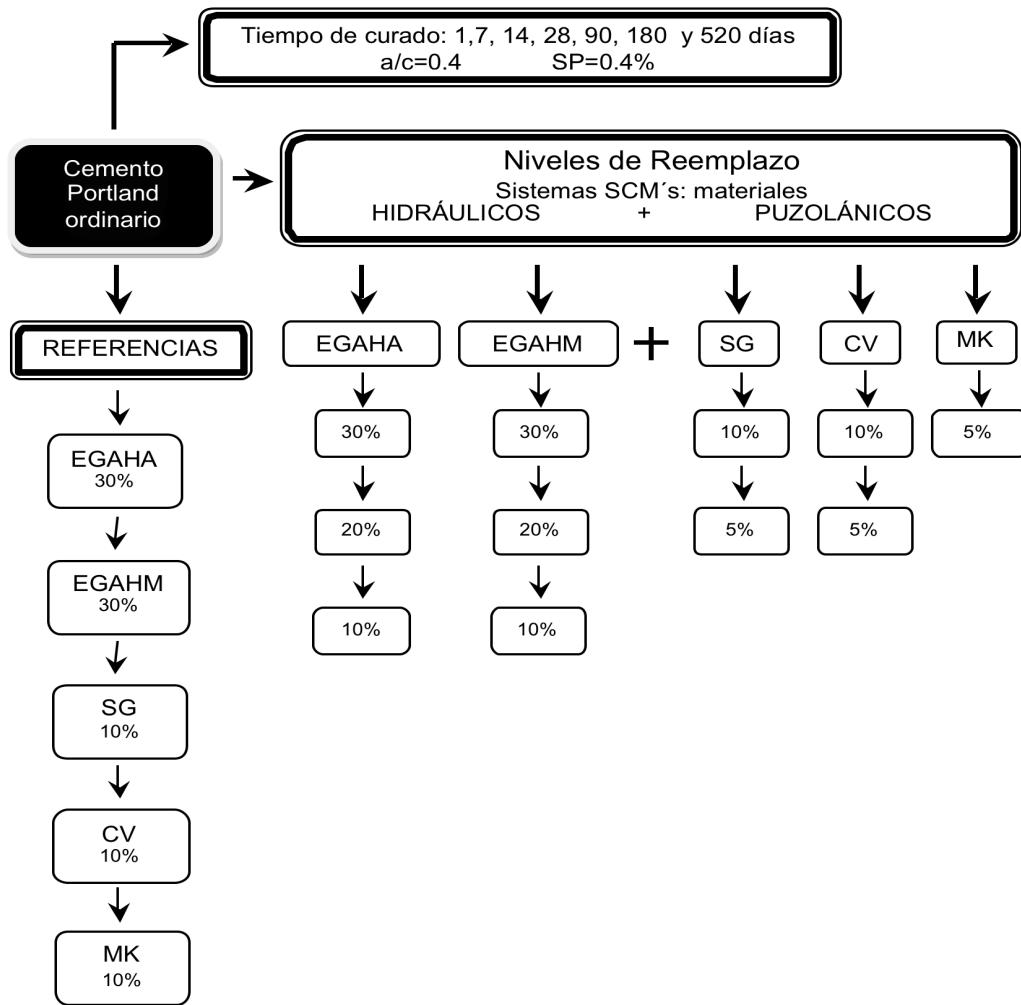 Tiempo de curado: 1,7, 14, 28, 90, 180 y 520 días
a/c=0.4 SP=0.4%
Cemento
Portland
ordinario
Niveles de Reemplazo
Sistemas SCM´s: materiales
HIDRÁULICOS + PUZOLÁNICOS
REFERENCIAS
EGAHA
30%
EGAHM
30%
SG
10%
CV
10%
MK
10%
EGAHA
30%
20%
10%
EGAHM
30%
20%
10%
+
SG
10%
5%
CV
10%
5%
MK
5%